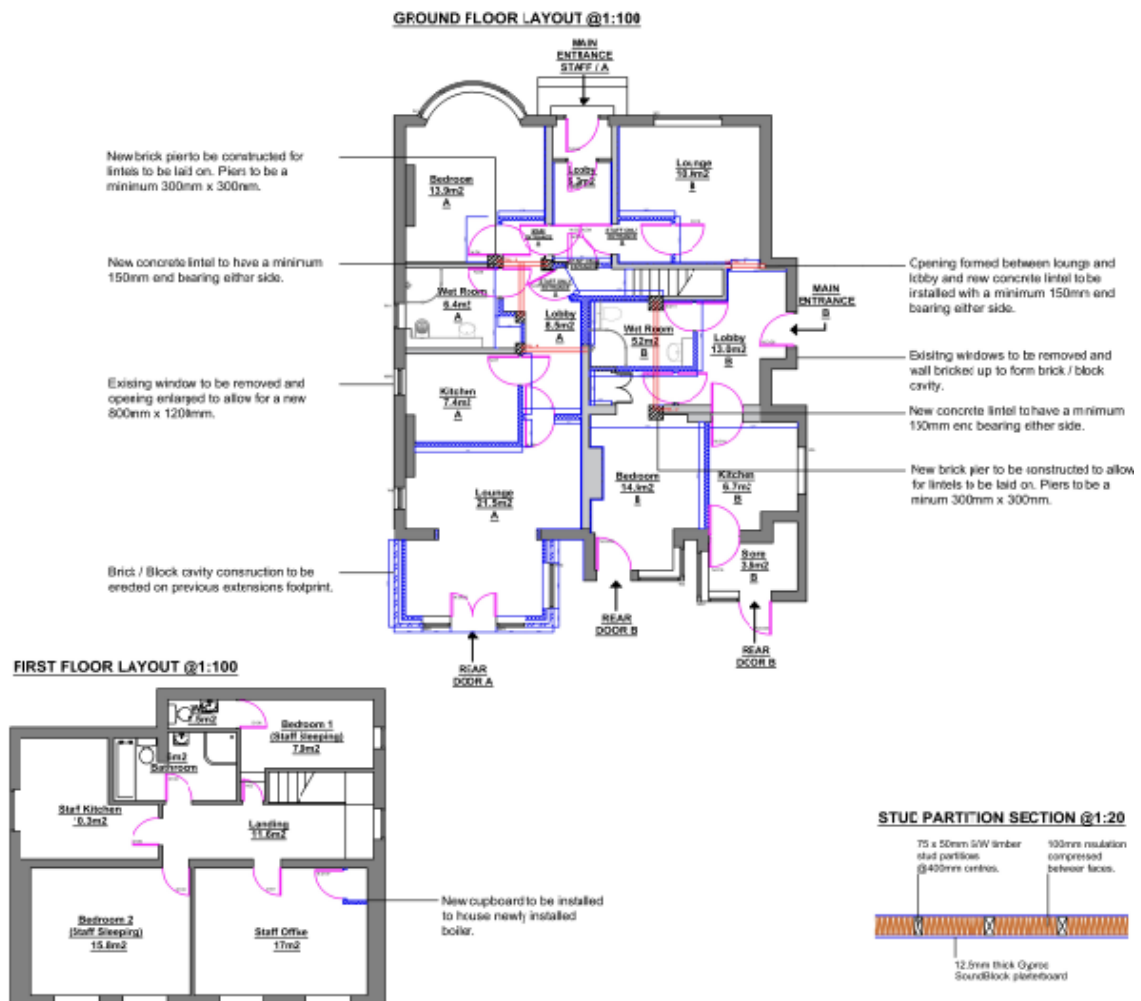 GROUND FLOOR LAYOUT @1:100
MAIN
ENTRANCE
STAFF / A
New brick pier to be constructed for
lintels to be laid on. Piers to be a
minimum 300mm x 300mm.
Bedroom
13.9m2
A
Lobby
Lounge
B
New concrete lintel to have a minimum
150mm end bearing either side.
Opening formed between lounge and
lobby and new concrete lintel to be
installed with a minimum 150mm end
bearing either side.
MAIN
ENTRANCE
B
Wet Room
6.4m2
A
Lobby
8.5m2
A
Wet Room
B
Lobby
13.0m2
B
Existing window to be removed and
opening enlarged to allow for a new
800mm x 1200mm.
Exisitng windows to be removed and
wall bricked up to form brick / block
cavity.
Kitchen
7.4m2
A
New concrete lintel to have a minimum
150mm end bearing either side.
Lounge
21.5m2
A
Bedroom
B
Kitchen
6.7m2
B
New brick pier to be constructed to allow
for lintels to be laid on. Piers to be a
minum 300mm x 300mm.
Store
B
Brick / Block cavity consruction to be
erected on previous extensions footprint.
REAR
DOOR A
REAR
DOOR B
REAR
DOOR B
FIRST FLOOR LAYOUT @1:100
Bedroom 1
(Staff Sleeping)
7.9m2
Bathroom
Staff Kitchen
Landing
11.6m2
Bedroom 2
(Staff Sleeping)
15.8m2
Staff Office
17m2
New cupboard to be installed
to house newly installed
boiler.
STUD PARTITION SECTION @1:20
75 x 50mm S/W timber
stud partitions
@400mm centres.
100mm insulation
compressed
between faces.
12.5mm thick Gyproc
SoundBlock plasterboard